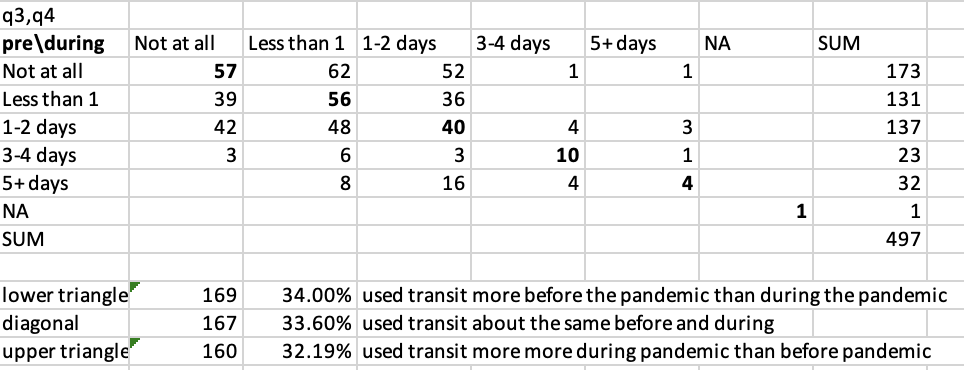 q3,q4
pre\during Not at all Less than 1 1-2 days 3-4 days 5+ days NA SUM
Not at all 57 62 52 1 1 173
Less than 1 39 56 36 131
1-2 days 42 48 40 4 3 137
3-4 days 3 6 3 10 1 23
5+ days 8 16 4 4 32
NA 1 1
SUM 497
lower triangle 169 34.00% used transit more before the pandemic than during the pandemic
diagonal 167 33.60% used transit about the same before and during
upper triangle 160 32.19% used transit more more during pandemic than before pandemic